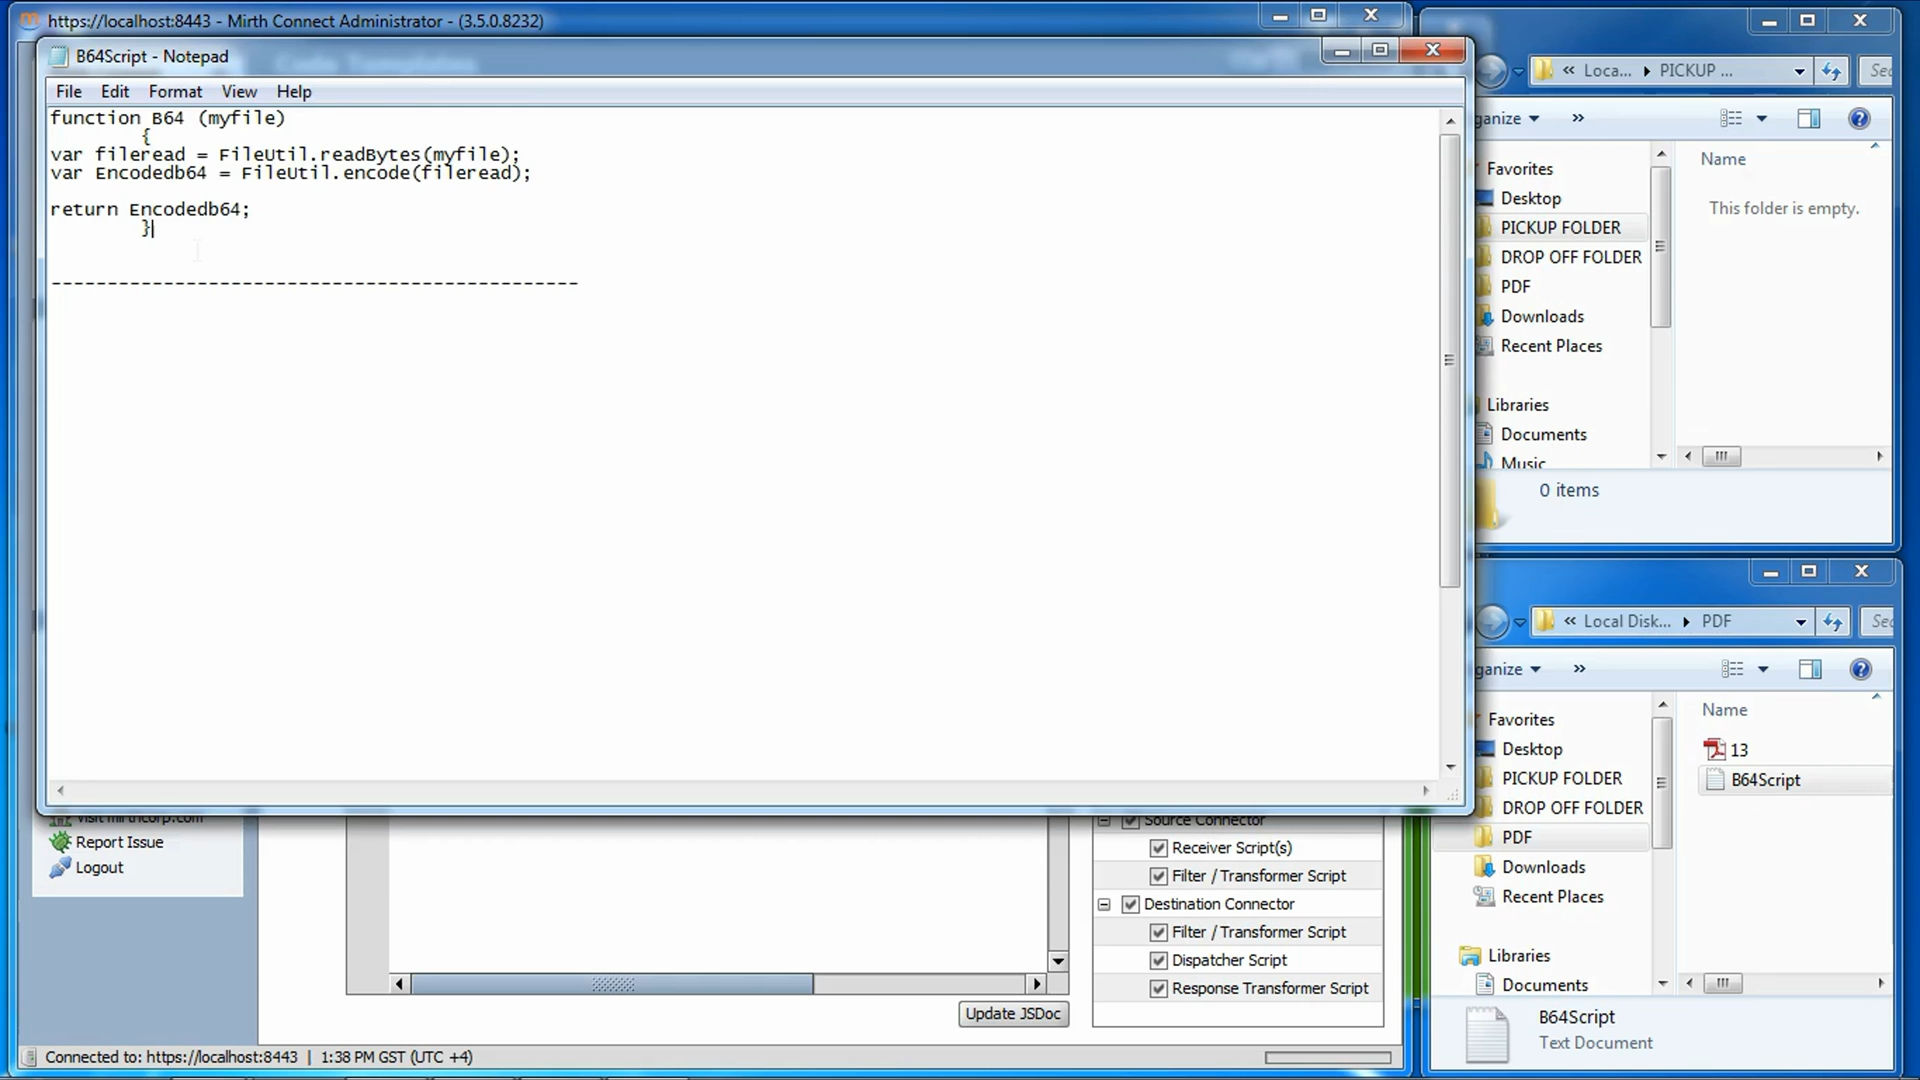 https://localhost:8443 - Mirth Connect Administrator - (3.5.0.8232)
B64Script - Notepad
File Edit Format View Help
function B64 (myfile)
{
var fileread = FileUtil.readBytes(myfile);
var Encodedb64 = FileUtil.encode(fileread);
return Encodedb64;
}
-----------------------------------------------
Code Templates
visit mirthcorp.com
Report Issue
Logout
Source Connector
Receiver Script(s)
Filter / Transformer Script
Destination Connector
Filter / Transformer Script
Dispatcher Script
Response Transformer Script
Update JSDoc
Connected to: https://localhost:8443 | 1:38 PM GST (UTC +4)
« Loca... PICKUP ...
ganize »
Favorites
Desktop
PICKUP FOLDER
DROP OFF FOLDER
PDF
Downloads
Recent Places
Libraries
Documents
Music
Name
This folder is empty.
0 items
« Local Disk... PDF
ganize »
Favorites
Desktop
PICKUP FOLDER
DROP OFF FOLDER
PDF
Downloads
Recent Places
Libraries
Documents
Name
13
B64Script
B64Script
Text Document